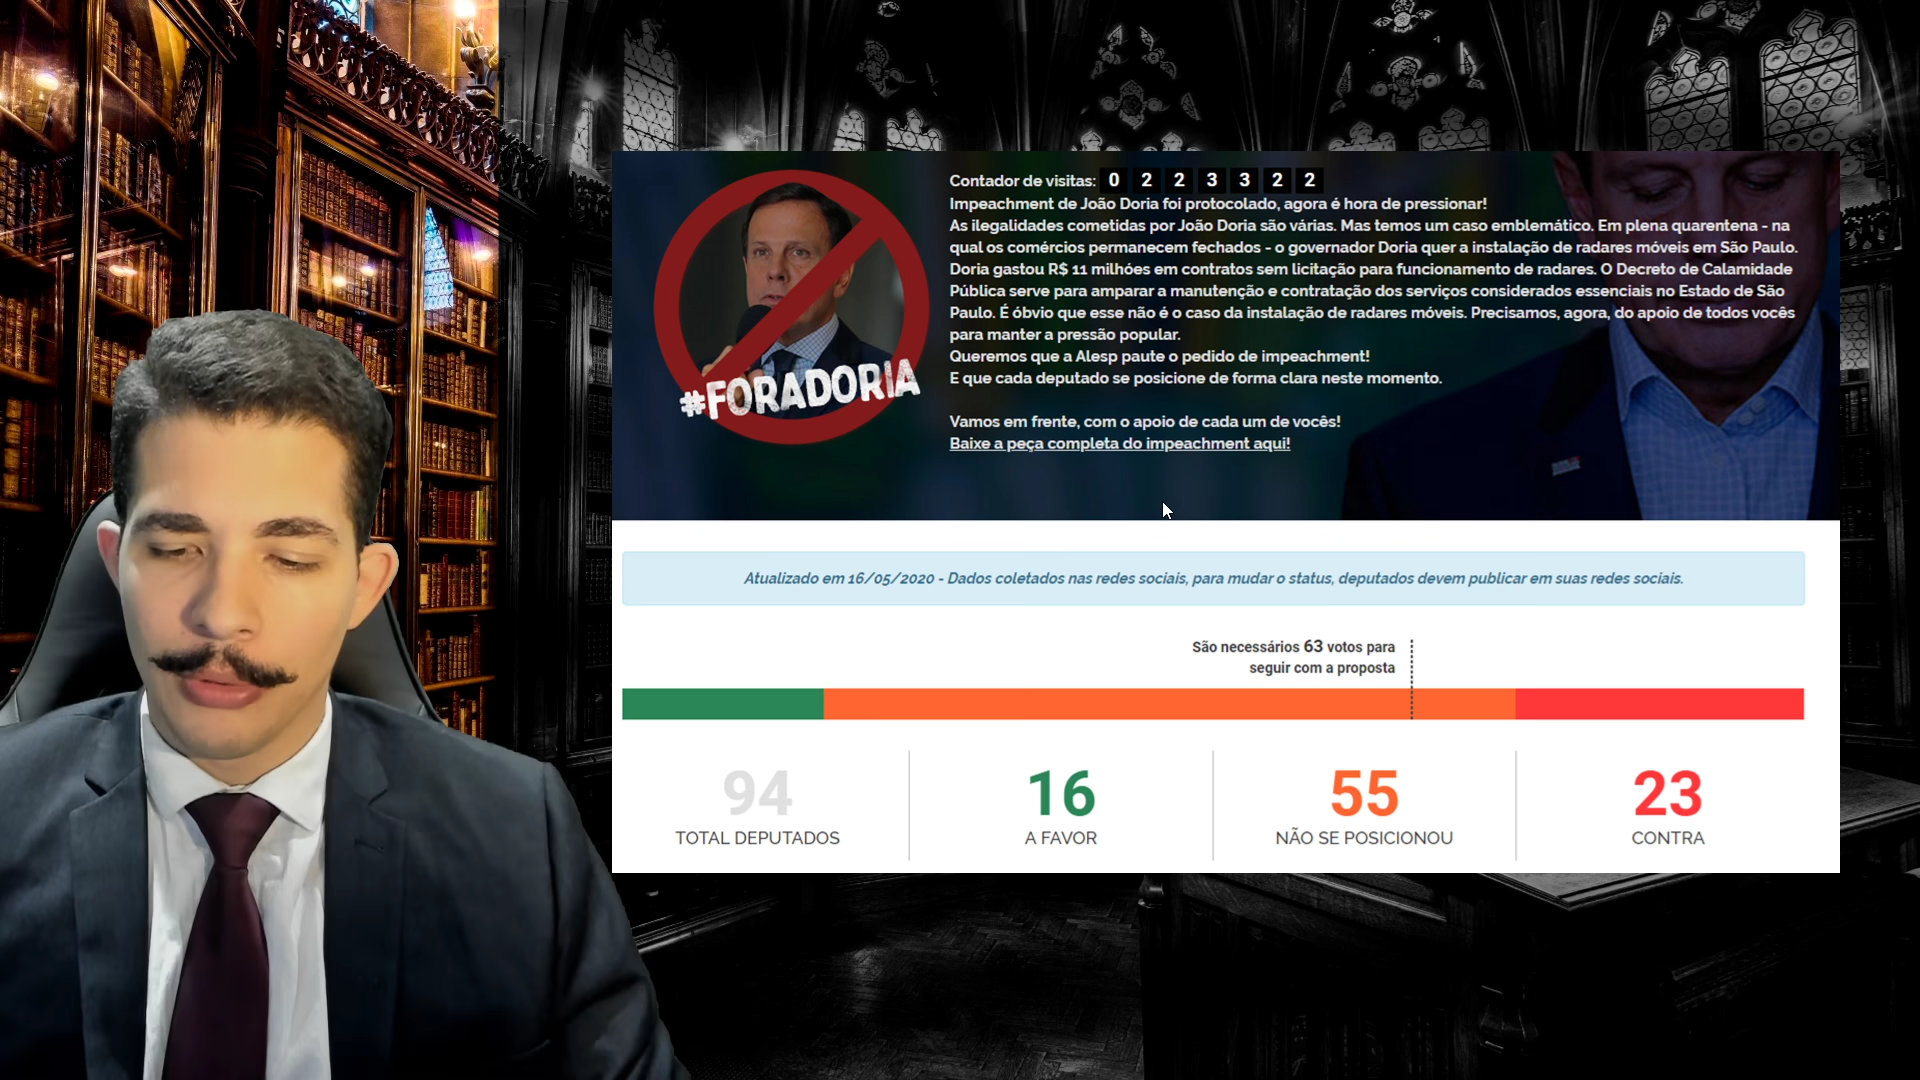 Contador de visitas: 0 2 2 3 3 2 2
Impeachment de João Doria foi protocolado, agora é hora de pressionar!
As ilegalidades cometidas por João Doria são várias. Mas temos um caso emblemático. Em plena quarentena - na
qual os comércios permanecem fechados - o governador Doria quer a instalação de radares móveis em São Paulo.
Doria gastou R$ 11 milhões em contratos sem licitação para funcionamento de radares. O Decreto de Calamidade
Pública serve para amparar a manutenção e contratação dos serviços considerados essenciais no Estado de São
Paulo. É óbvio que esse não é o caso da instalação de radares móveis. Precisamos, agora, do apoio de todos vocês
para manter a pressão popular.
Queremos que a Alesp paute o pedido de impeachment!
E que cada deputado se posicione de forma clara neste momento.
Vamos em frente, com o apoio de cada um de vocês!
Baixe a peça completa do impeachment aqui!
#FORADORIA
Atualizado em 16/05/2020 - Dados coletados nas redes sociais, para mudar o status, deputados devem publicar em suas redes sociais.
São necessários 63 votos para
seguir com a proposta
94
TOTAL DEPUTADOS
16
A FAVOR
55
NÃO SE POSICIONOU
23
CONTRA